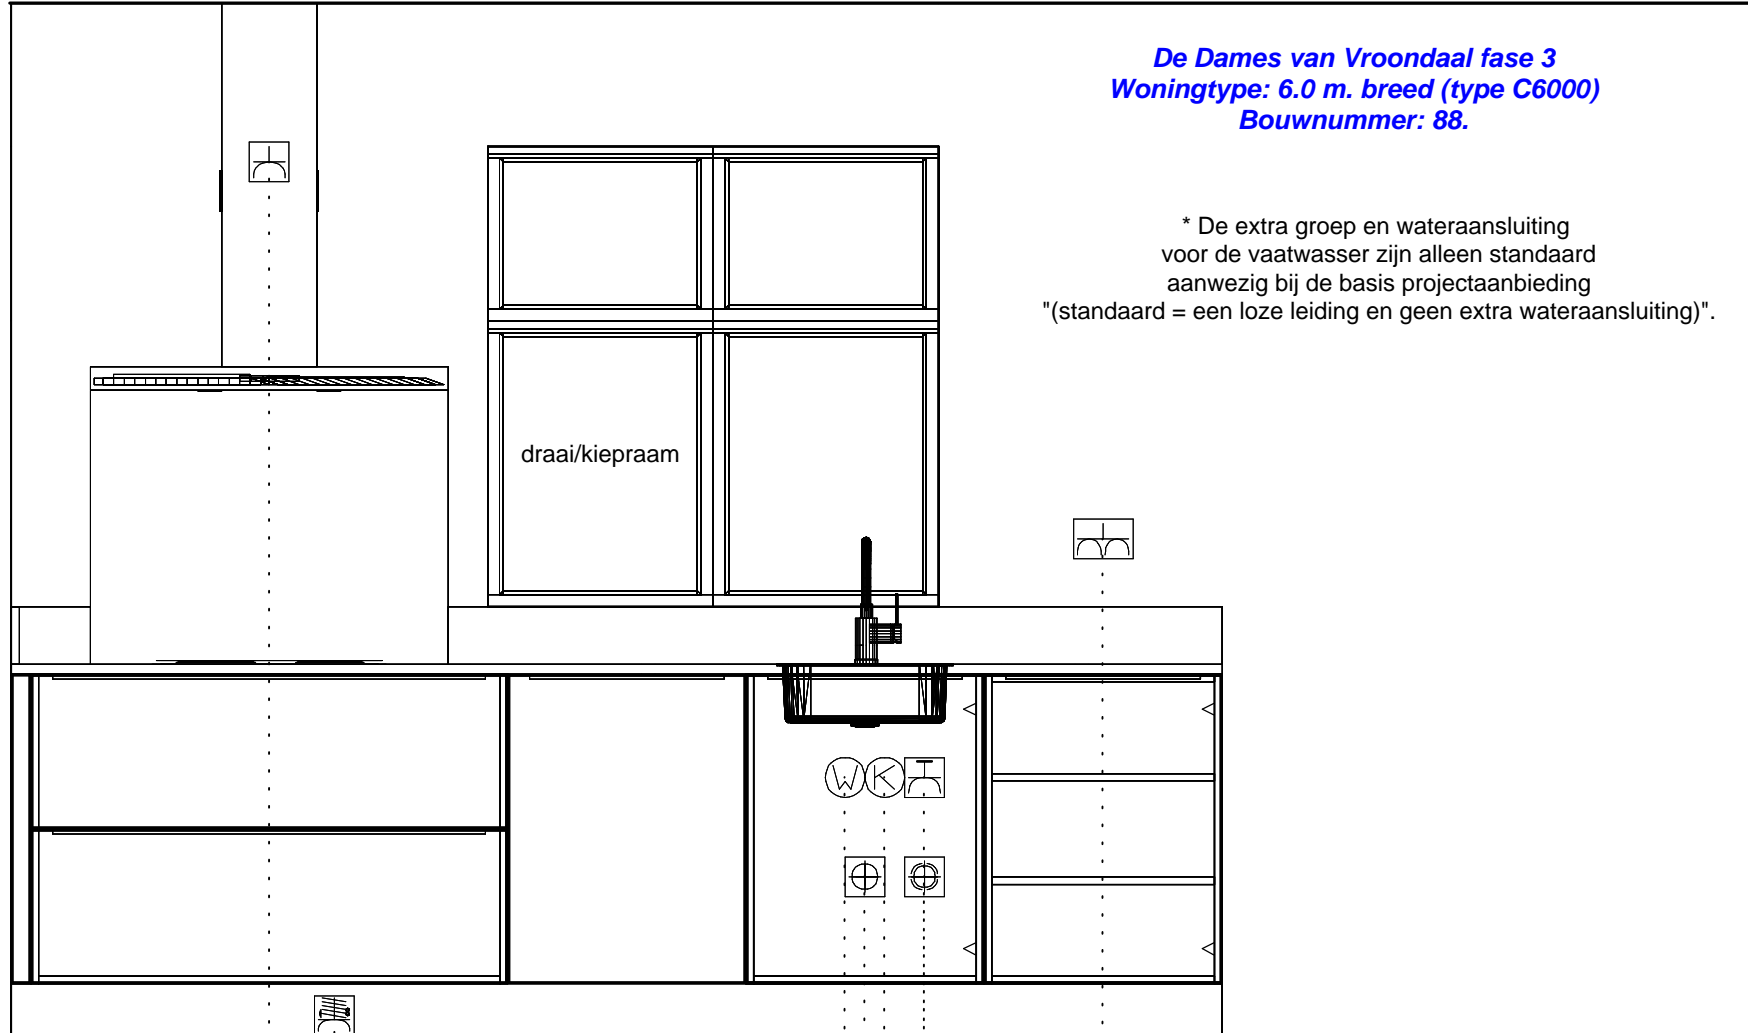 De Dames van Vroondaal fase 3
Woningtype: 6.0 m. breed (type C6000)
Bouwnummer: 88.
* De extra groep en wateraansluiting
voor de vaatwasser zijn alleen standaard
aanwezig bij de basis projectaanbieding
"(standaard = een loze leiding en geen extra wateraansluiting)".
draai/kiepraam
W K